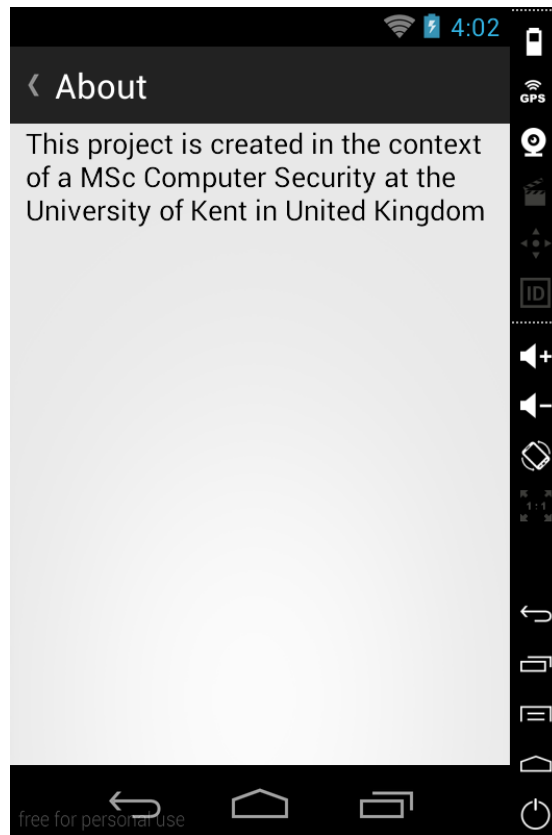 4:02
About
GPS
This project is created in the context
of a MSc Computer Security at the
University of Kent in United Kingdom
ID
1:1
free for personal use